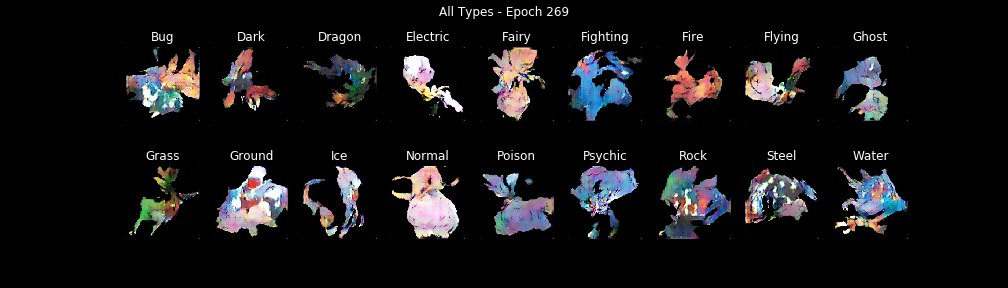 All Types - Epoch 269
Bug Dark Dragon Electric Fairy Fighting Fire Flying Ghost
Grass Ground Ice Normal Poison Psychic Rock Steel Water